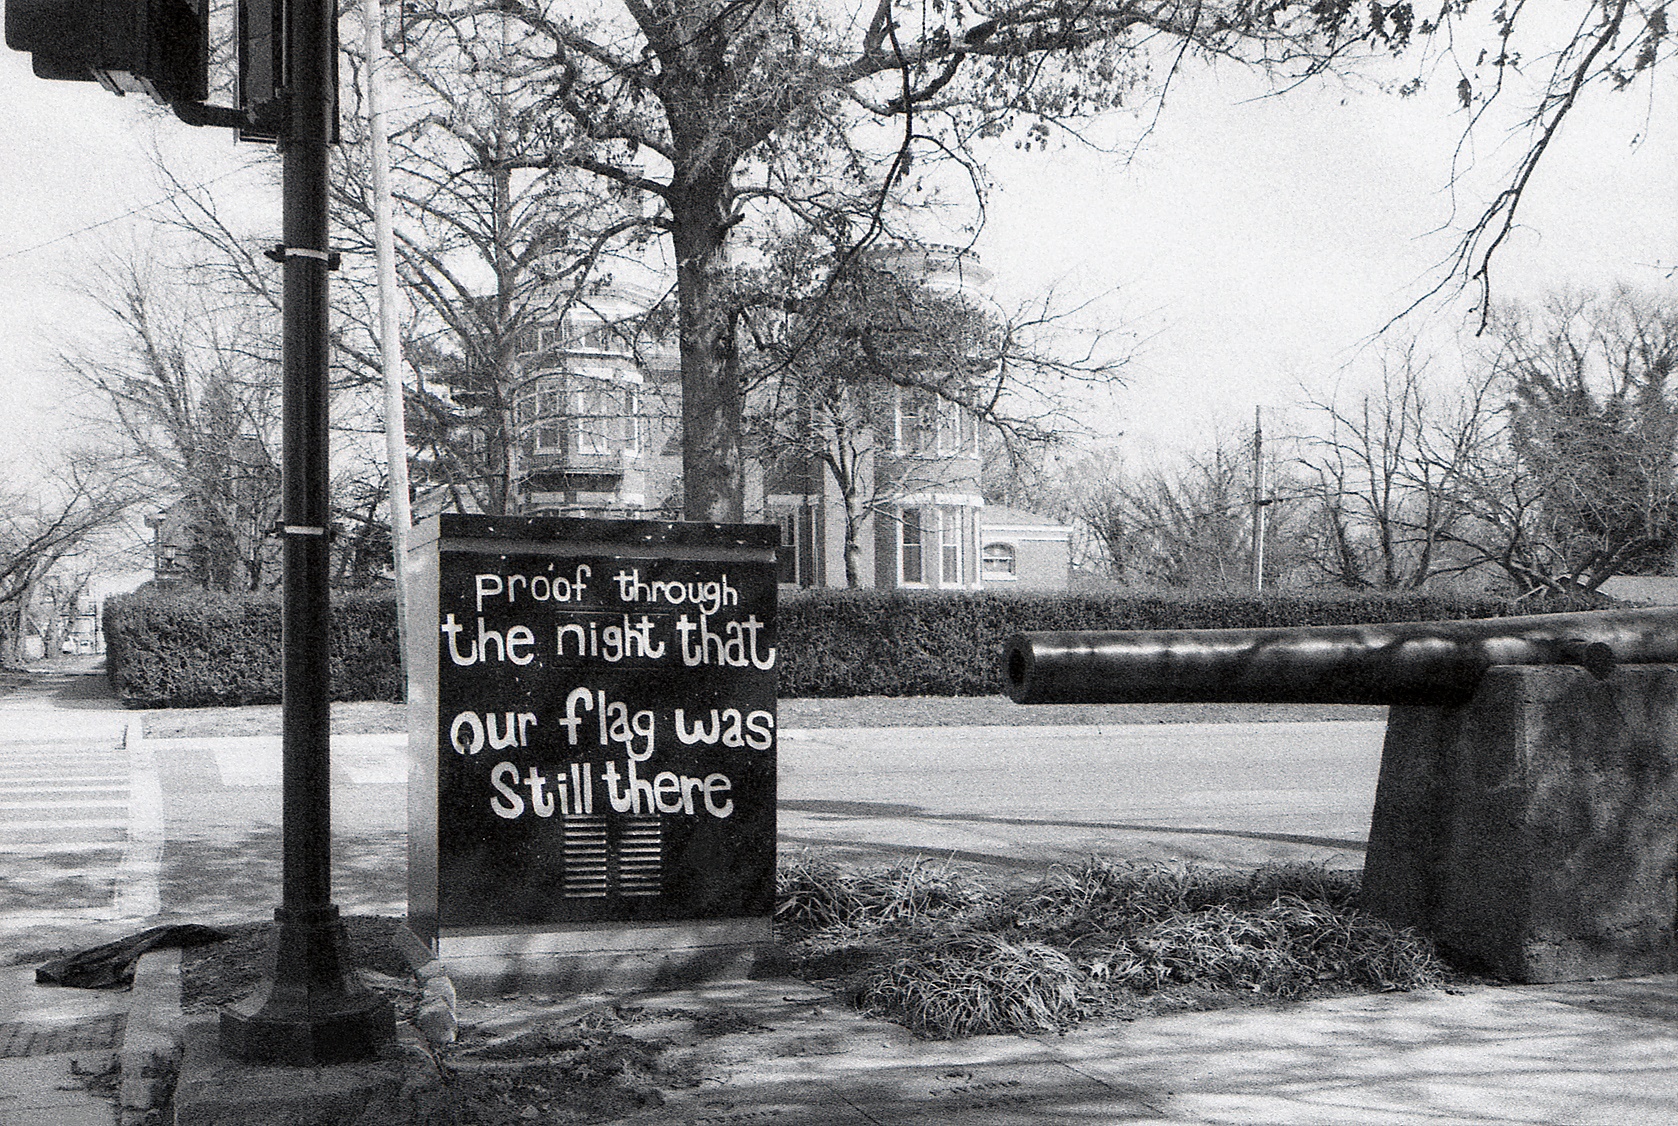 proof through
the night that
our flag was
Still there